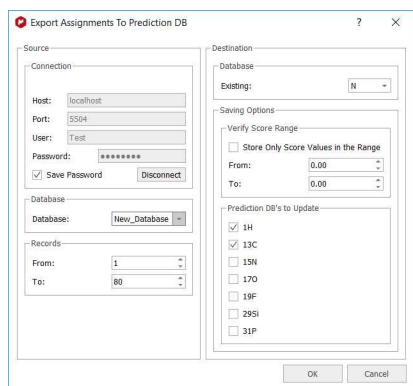 Export Assignments To Prediction DB
?
Source
Connection
Host: localhost
Port: 5504
User: Test
Password: ●●●●●●●●
Save Password Disconnect
Database
Database: New_Database
Records
From: 1
To: 80
Destination
Database
Existing: N
Saving Options
Verify Score Range
Store Only Score Values in the Range
From: 0.00
To: 0.00
Prediction DB's to Update
1H
13C
15N
17O
19F
29Si
31P
OK Cancel